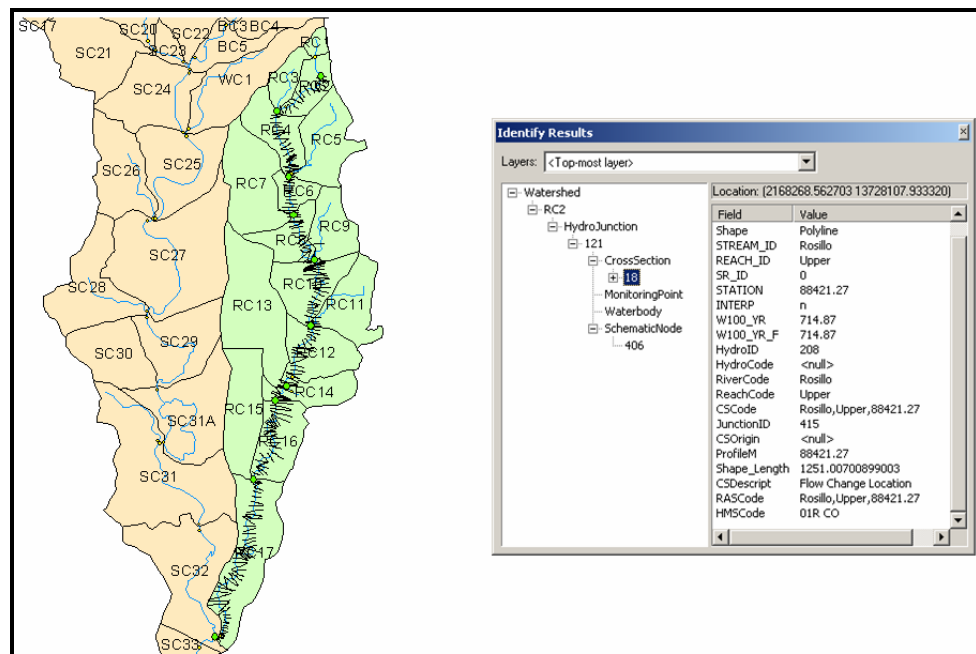 SC17
SC20
SC22
BC3
BC4
SC23
BC5
RC1
SC21
WC1
RC3
RC2
SC24
RC4
RC5
SC25
SC26
RC7
RC6
RC9
SC27
RC10
SC28
RC13
RC11
SC29
SC30
RC12
RC14
RC15
SC31A
RC16
SC31
RC17
SC32
SC33
Identify Results
Layers: <Top-most layer>
Watershed
RC2
HydroJunction
121
CrossSection
18
MonitoringPoint
Waterbody
SchematicNode
406
Location: (2168268.562703 13728107.933320)
Field Value
Shape Polyline
STREAM_ID Rosillo
REACH_ID Upper
SR_ID 0
STATION 88421.27
INTERP n
W100_YR 714.87
W100_YR_F 714.87
HydroID 208
HydroCode <null>
RiverCode Rosillo
ReachCode Upper
CSCode Rosillo,Upper,88421.27
JunctionID 415
CSOrigin <null>
ProfileM 88421.27
Shape_Length 1251.00700899003
CSDescript Flow Change Location
RASCode Rosillo,Upper,88421.27
HMSCode 01R CO